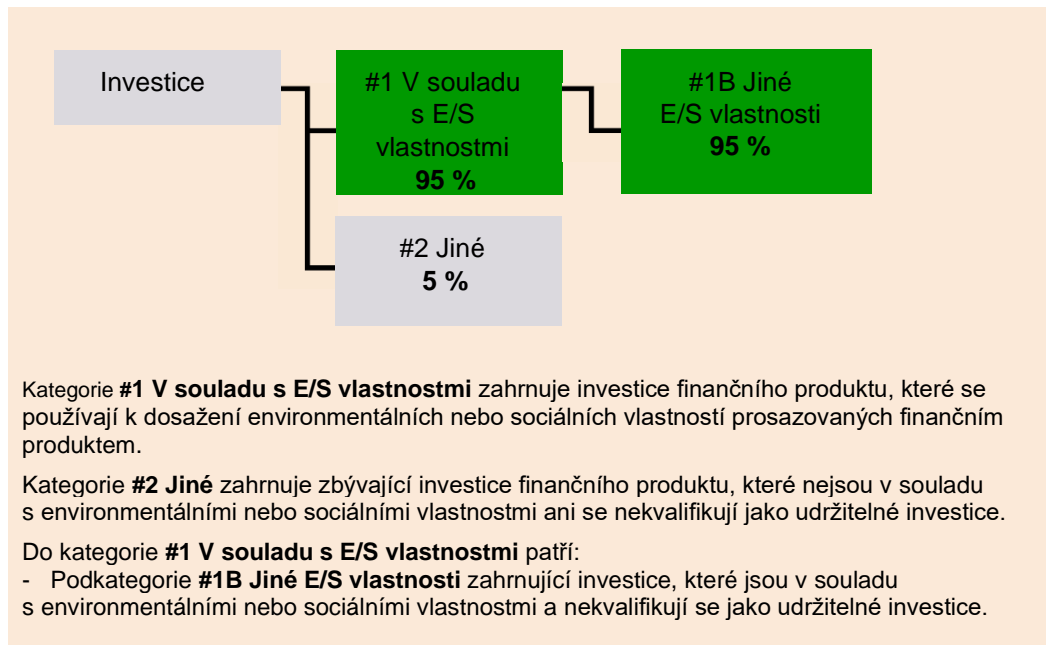 Investice
#1 V souladu
s E/S
vlastnostmi
95 %
#1B Jiné
E/S vlastnosti
95 %
#2 Jiné
5 %
Kategorie #1 V souladu s E/S vlastnostmi zahrnuje investice finančního produktu, které se
používají k dosažení environmentálních nebo sociálních vlastností prosazovaných finančním
produktem.
Kategorie #2 Jiné zahrnuje zbývající investice finančního produktu, které nejsou v souladu
s environmentálními nebo sociálními vlastnostmi ani se nekvalifikují jako udržitelné investice.
Do kategorie #1 V souladu s E/S vlastnostmi patří:
- Podkategorie #1B Jiné E/S vlastnosti zahrnující investice, které jsou v souladu
s environmentálními nebo sociálními vlastnostmi a nekvalifikují se jako udržitelné investice.